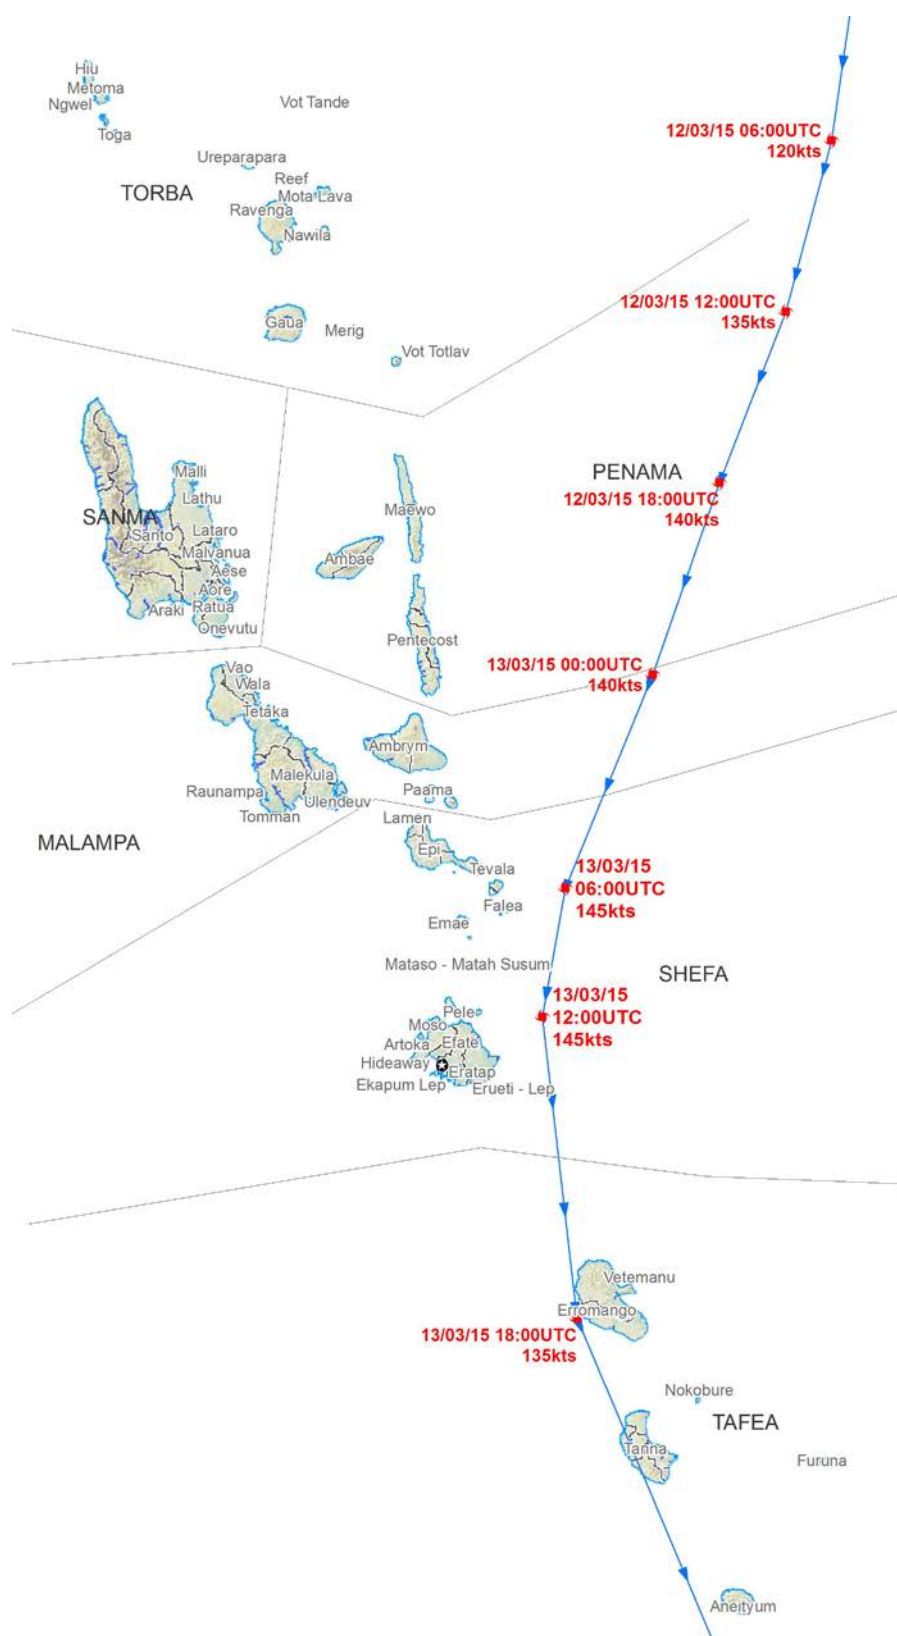 Hiu
Metoma
Ngwel
Toga
Vot Tande
12/03/15 06:00UTC
120kts
Ureparapara
TORBA
Reef
Mota Lava
Ravenga
Nawila
12/03/15 12:00UTC
135kts
Gaua
Merig
Vot Totlav
Malli
PENAMA
Lathu
12/03/15 18:00UTC
140kts
Maewo
SANMA
Santo
Lataro
Malvanua
Ambae
Aese
Aore
Araki
Ratua
Onevutu
Pentecost
13/03/15 00:00UTC
140kts
Vao
Wala
Tetaka
Ambrym
Malekula
Raunampa
Ulendeuv
Paama
Tomman
Lamen
MALAMPA
Epi
Tevala
13/03/15
06:00UTC
145kts
Falea
Emae
Mataso - Matah Susum
SHEFA
13/03/15
12:00UTC
145kts
Pele
Moso
Artoka
Efate
Hideaway
Eratap
Ekapum Lep
Erueti - Lep
Vetemanu
Erromango
13/03/15 18:00UTC
135kts
Nokobure
TAFEA
Tanna
Furuna
Aneityum